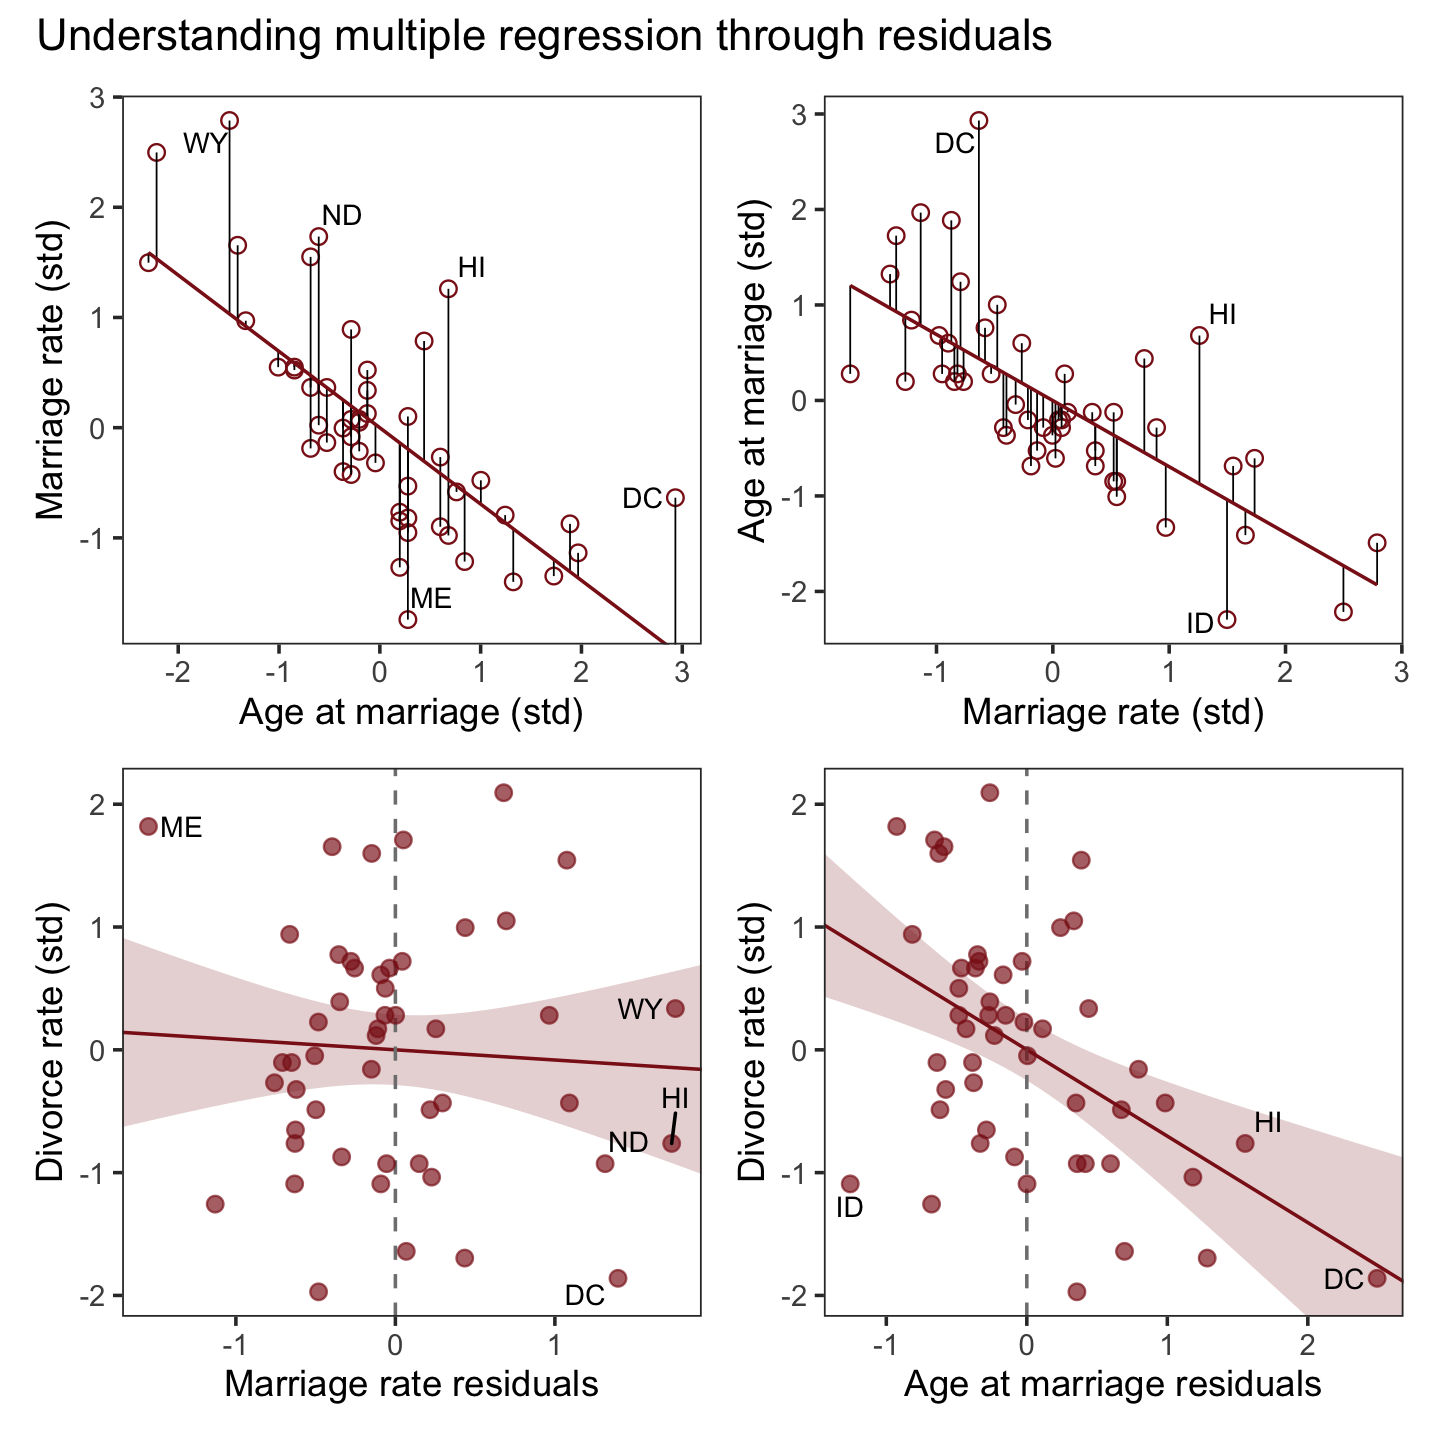 Understanding multiple regression through residuals
3
2
1
0
-1
Marriage rate (std)
WY
ND
HI
DC
ME
-2
-1
0
1
2
3
Age at marriage (std)
3
2
1
0
-1
-2
Age at marriage (std)
DC
HI
ID
-1
0
1
2
3
Marriage rate (std)
2
1
0
-1
-2
Divorce rate (std)
ME
WY
HI
ND
DC
-1
0
1
Marriage rate residuals
2
1
0
-1
-2
Divorce rate (std)
HI
ID
DC
-1
0
1
2
Age at marriage residuals